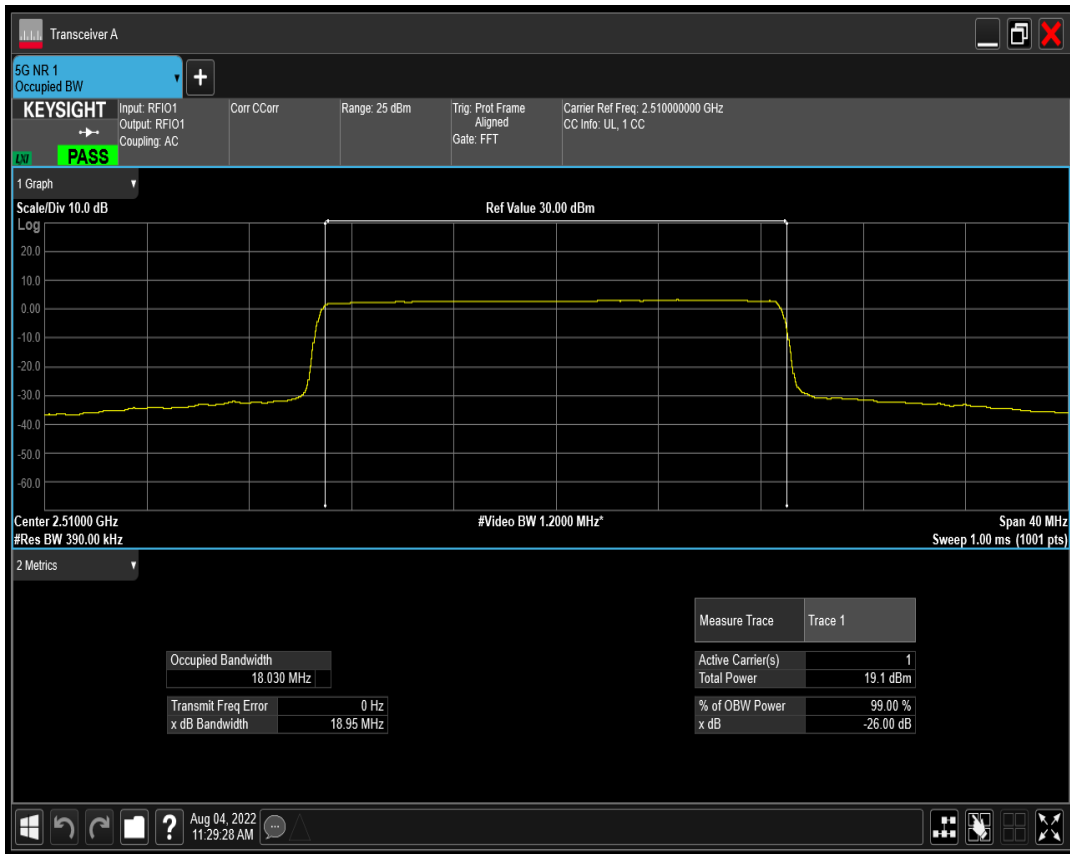 Transceiver A
5G NR 1
Occupied BW
+
KEYSIGHT
LXI
PASS
Input: RFIO1
Output: RFIO1
Coupling: AC
Corr CCorr
Range: 25 dBm
Trig: Prot Frame
Aligned
Gate: FFT
Carrier Ref Freq: 2.510000000 GHz
CC Info: UL, 1 CC
1 Graph
Scale/Div 10.0 dB
Ref Value 30.00 dBm
Log
20.0
10.0
0.00
-10.0
-20.0
-30.0
-40.0
-50.0
-60.0
Center 2.51000 GHz
#Video BW 1.2000 MHz*
Span 40 MHz
#Res BW 390.00 kHz
Sweep 1.00 ms (1001 pts)
2 Metrics
Measure Trace Trace 1
Occupied Bandwidth
18.030 MHz
Transmit Freq Error 0 Hz
x dB Bandwidth 18.95 MHz
Active Carrier(s) 1
Total Power 19.1 dBm
% of OBW Power 99.00 %
x dB -26.00 dB
?
Aug 04, 2022
11:29:28 AM